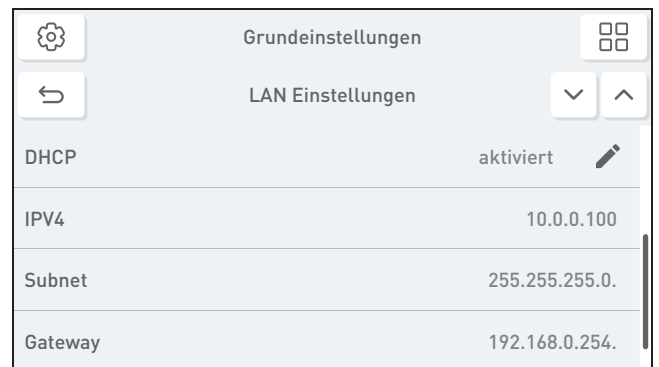 Grundeinstellungen
LAN Einstellungen
DHCP aktiviert
IPV4 10.0.0.100
Subnet 255.255.255.0.
Gateway 192.168.0.254.